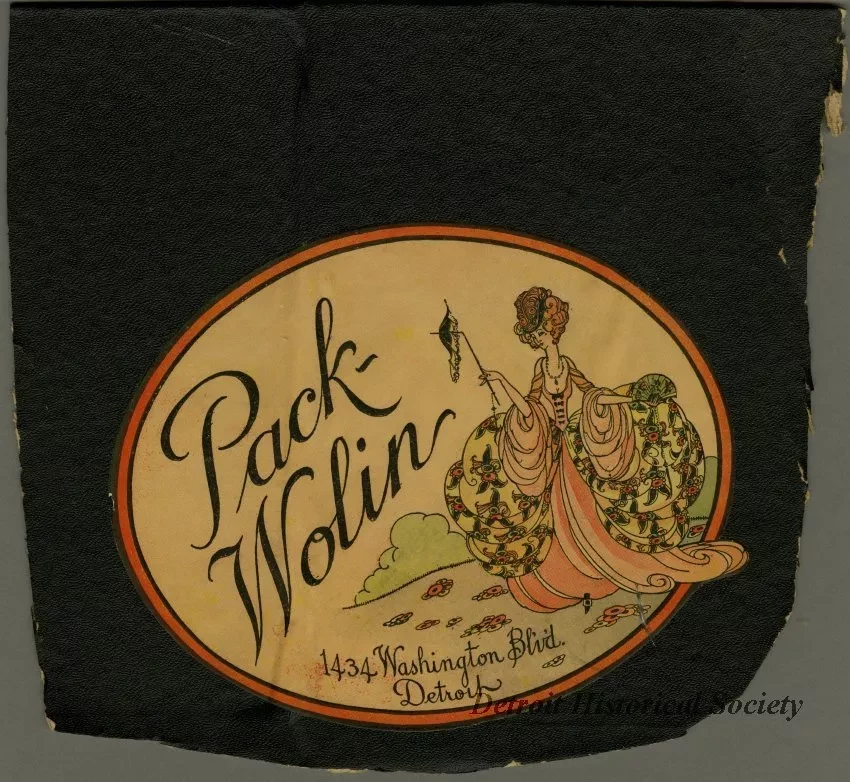 Pack-
Wolin
1434 Washington Blvd.
Detroit
Detroit Historical Society